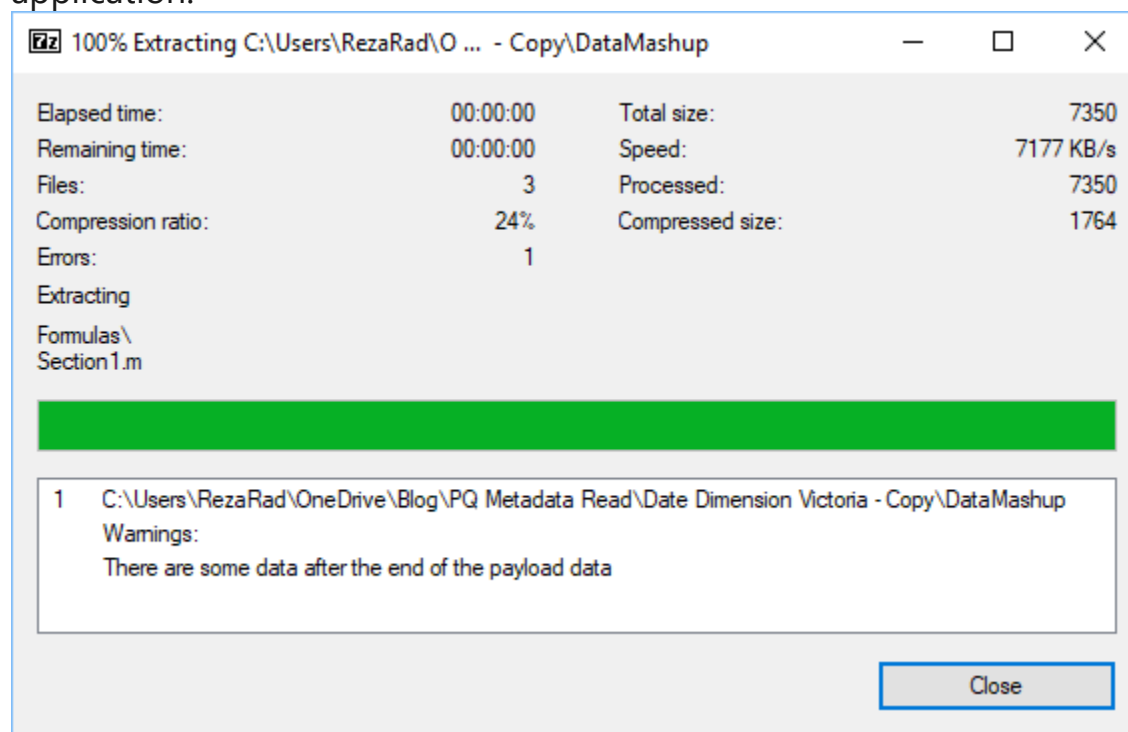 application.
7z 100% Extracting C:\Users\RezaRad\O ... - Copy\DataMashup
Elapsed time: 00:00:00 Total size: 7350
Remaining time: 00:00:00 Speed: 7177 KB/s
Files: 3 Processed: 7350
Compression ratio: 24% Compressed size: 1764
Errors: 1
Extracting
Formulas\
Section1.m
1 C:\Users\RezaRad\OneDrive\Blog\PQ Metadata Read\Date Dimension Victoria - Copy\DataMashup
Warnings:
There are some data after the end of the payload data
Close